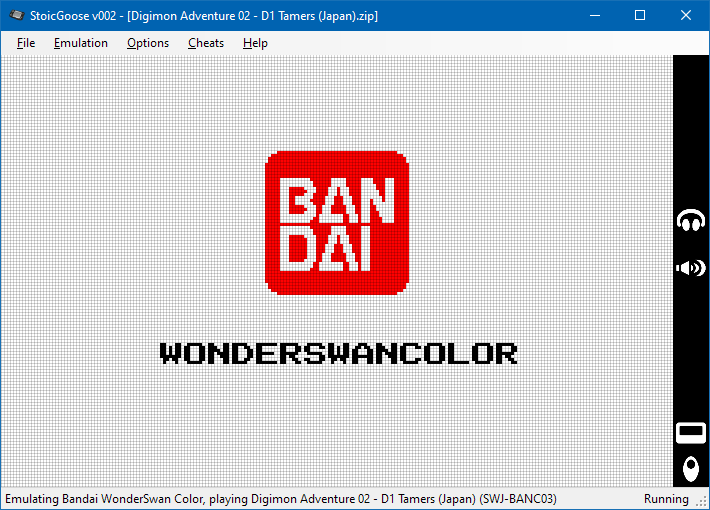 StoicGoose v002 - [Digimon Adventure 02 - D1 Tamers (Japan).zip]
File Emulation Options Cheats Help
BAN
DAI
WONDERSWANCOLOR
Emulating Bandai WonderSwan Color, playing Digimon Adventure 02 - D1 Tamers (Japan) (SWJ-BANC03) Running